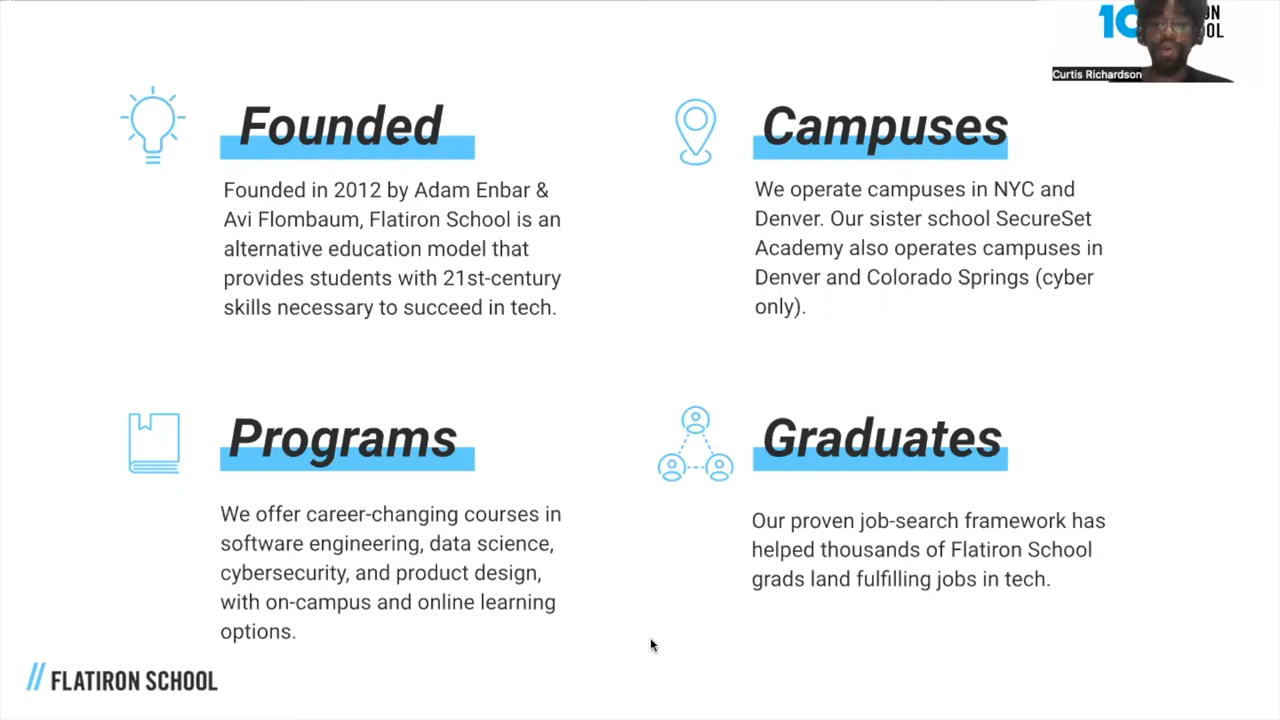 10
ON
OOL
Curtis Richardson
Founded
Founded in 2012 by Adam Enbar &
Avi Flombaum, Flatiron School is an
alternative education model that
provides students with 21st-century
skills necessary to succeed in tech.
Campuses
We operate campuses in NYC and
Denver. Our sister school SecureSet
Academy also operates campuses in
Denver and Colorado Springs (cyber
only).
Programs
We offer career-changing courses in
software engineering, data science,
cybersecurity, and product design,
with on-campus and online learning
options.
Graduates
Our proven job-search framework has
helped thousands of Flatiron School
grads land fulfilling jobs in tech.
// FLATIRON SCHOOL